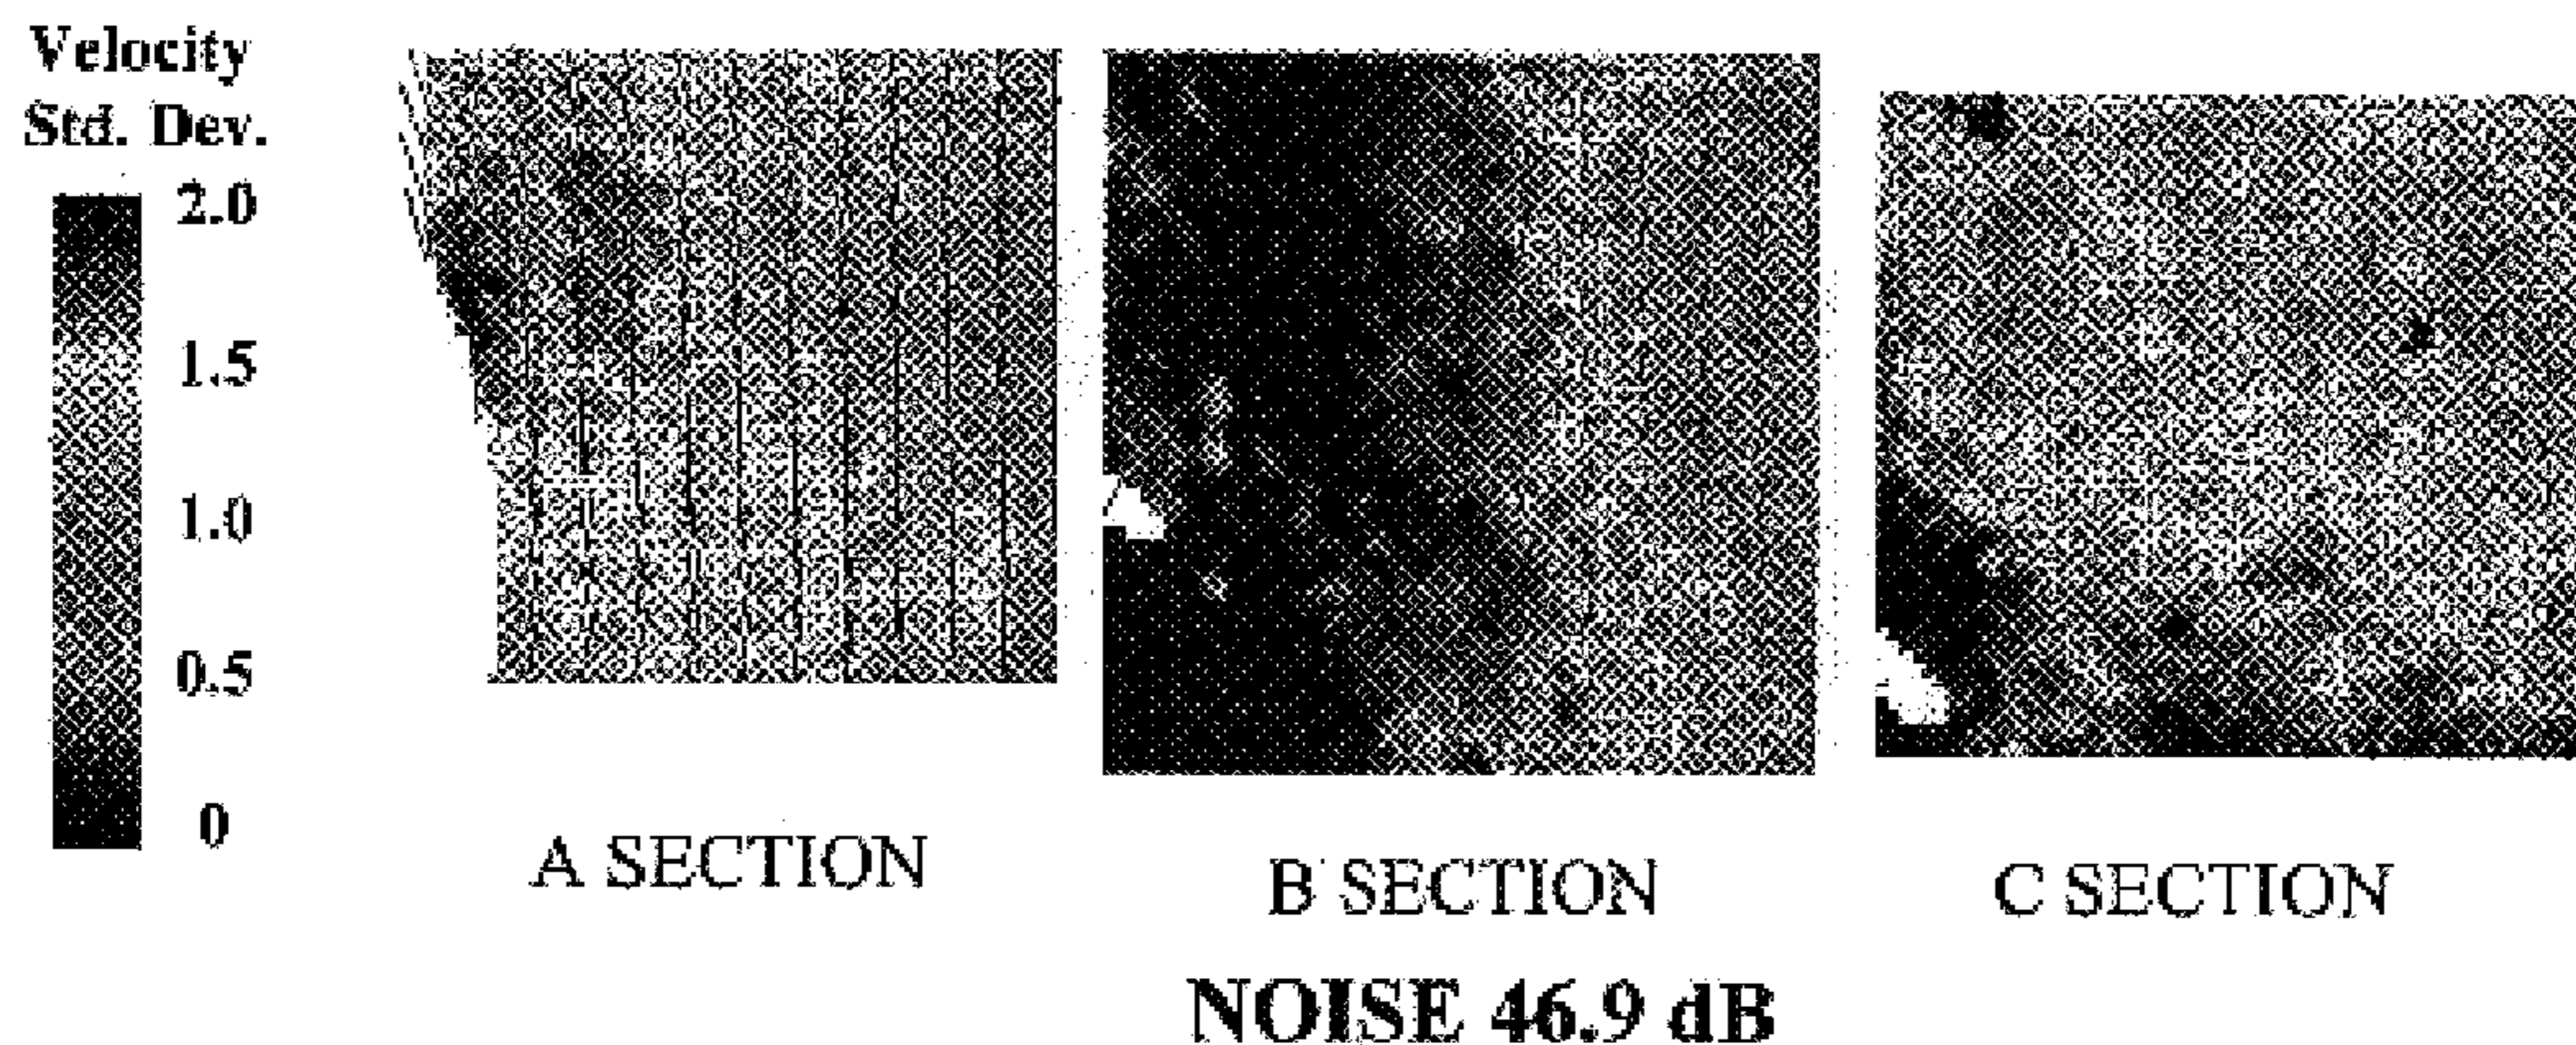 Velocity
Std. Dev.
2.0
1.5
1.0
0.5
0
A SECTION
B SECTION
C SECTION
NOISE 46.9 dB